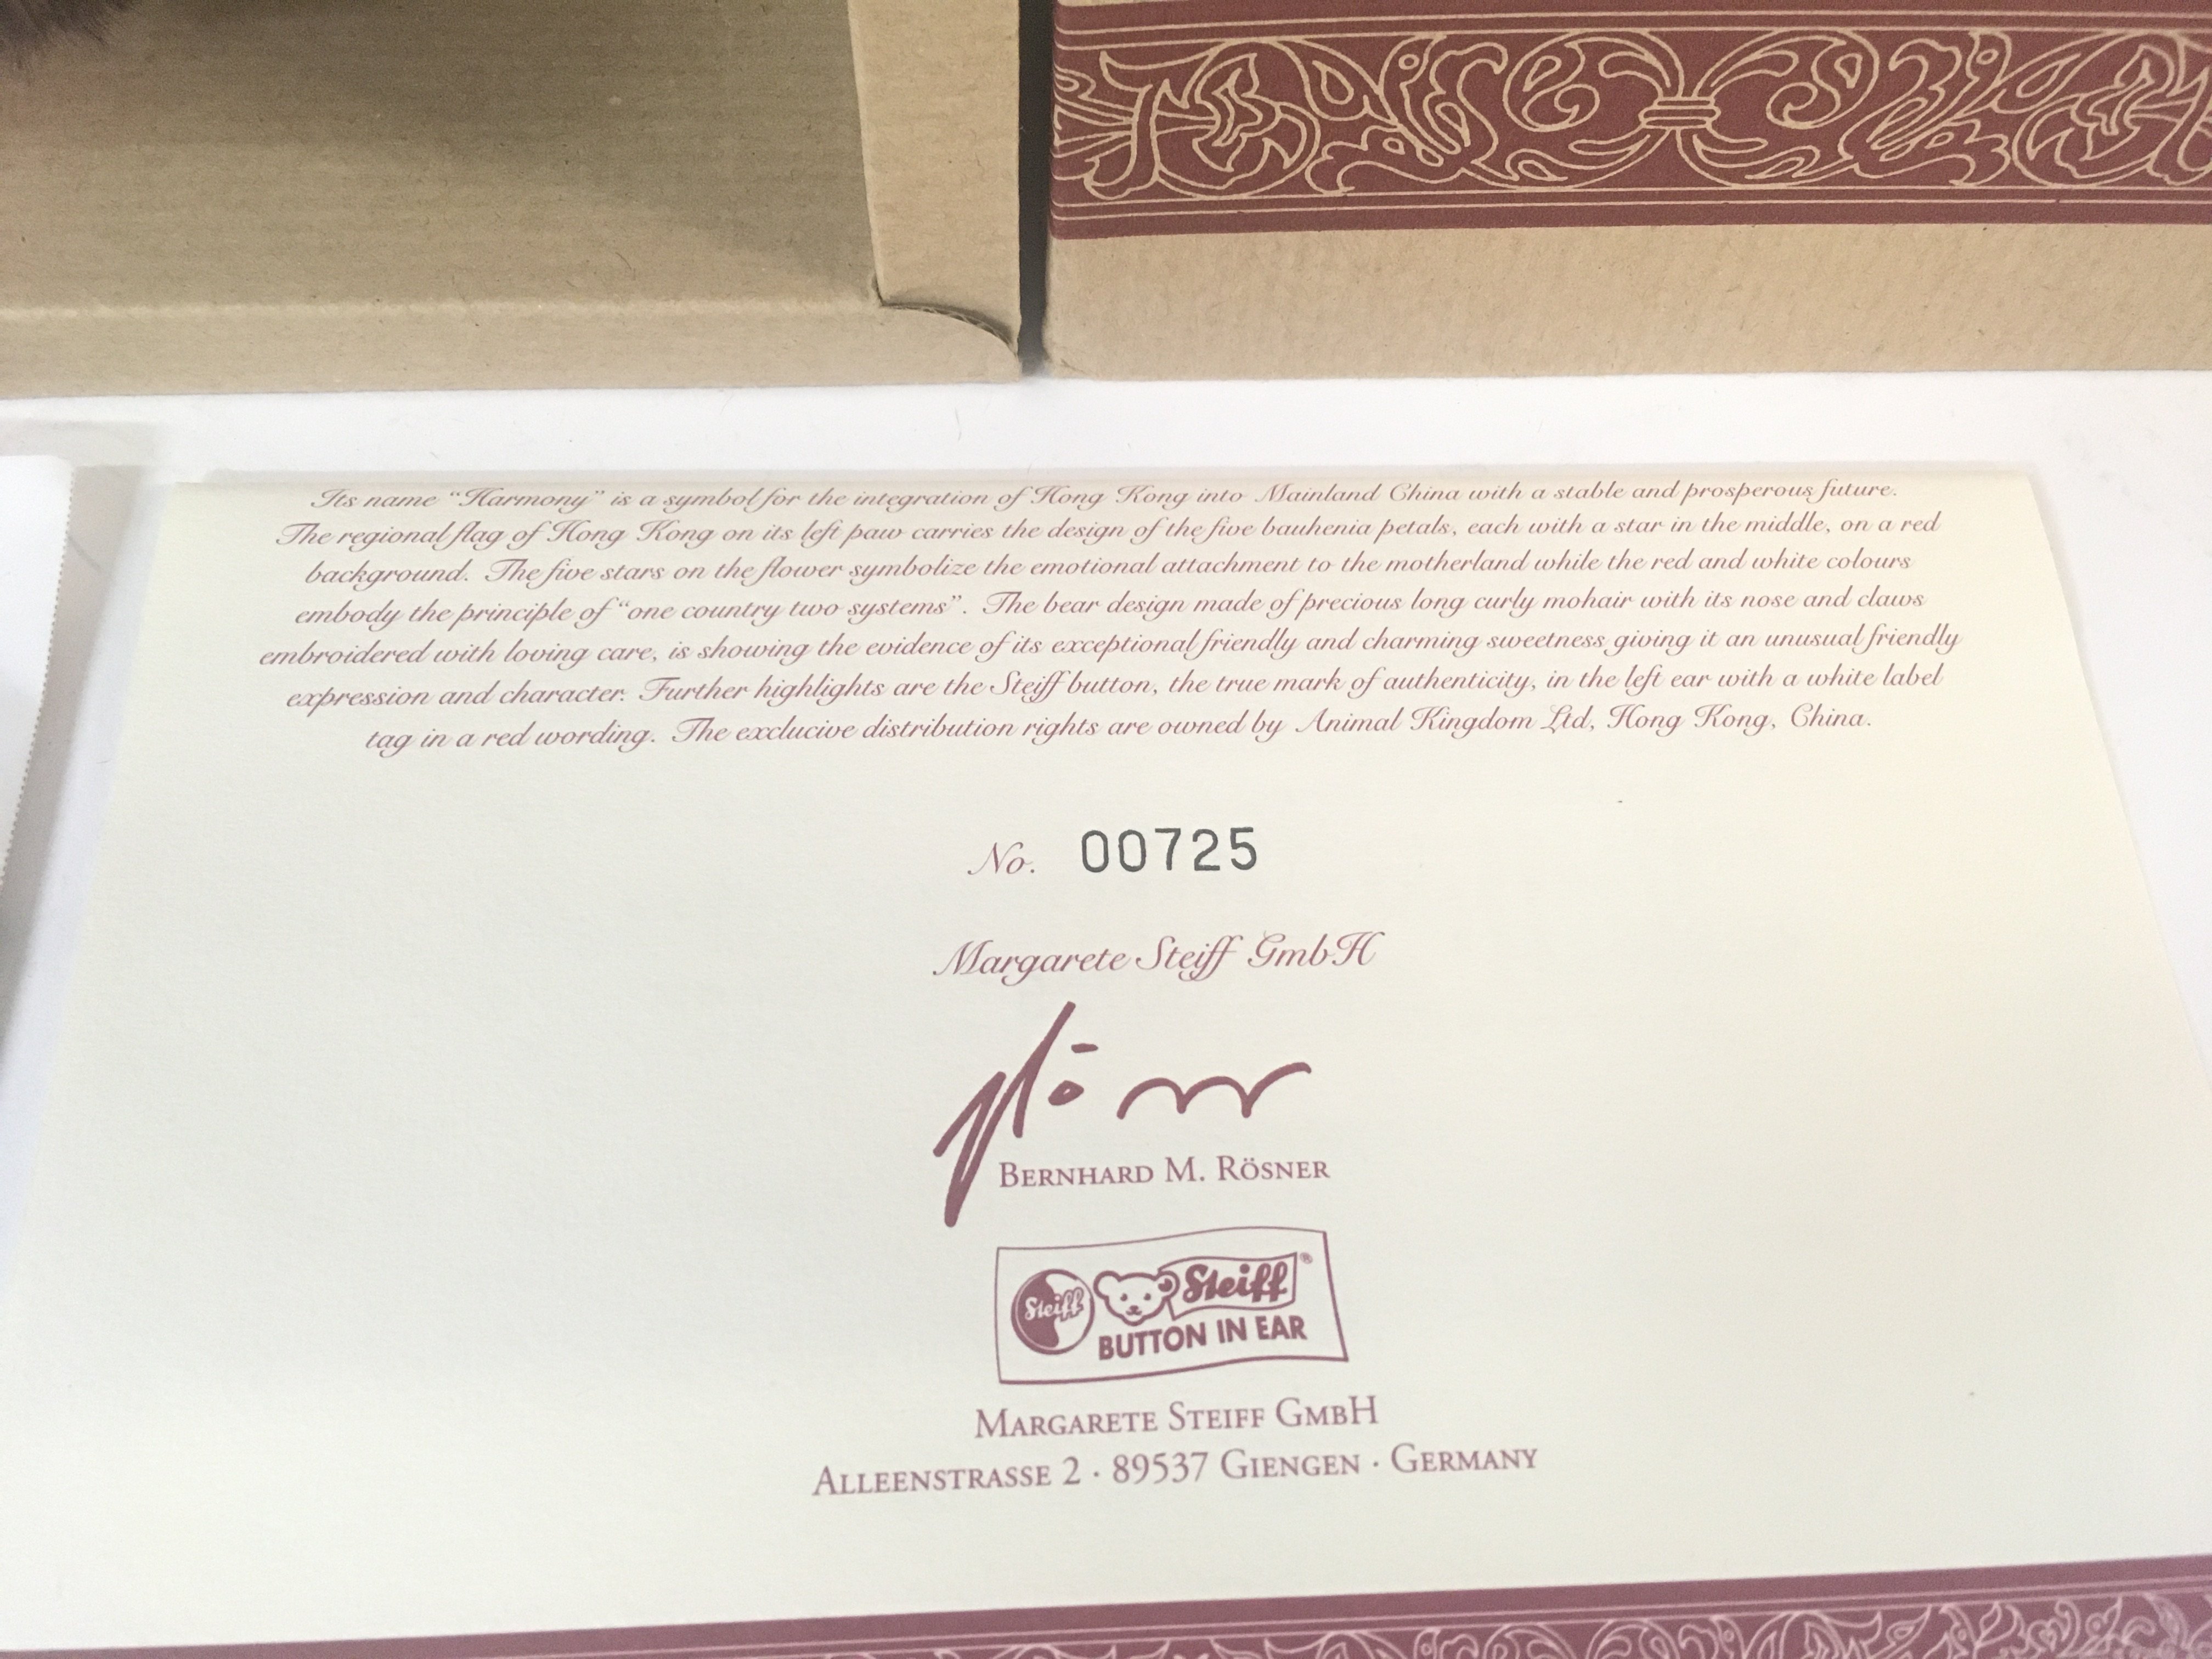 Its name “Harmony” is a symbol for the integration of Hong Kong into Mainland China with a stable and prosperous future.
The regional flag of Hong Kong on its left paw carries the design of the five bauhenia petals, each with a star in the middle, on a red
background. The five stars on the flower symbolize the emotional attachment to the motherland while the red and white colours
embody the principle of “one country two systems”. The bear design made of precious long curly mohair with its nose and claws
embroidered with loving care, is showing the evidence of its exceptional friendly and charming sweetness giving it an unusual friendly
expression and character. Further highlights are the Steiff button, the true mark of authenticity, in the left ear with a white label
tag in a red wording. The exclucive distribution rights are owned by Animal Kingdom Ltd, Hong Kong, China.
No. 00725
Margarete Steiff GmbH
BERNHARD M. RÖSNER
Steiff Steiff®
BUTTON IN EAR
MARGARETE STEIFF GMBH
ALLEENSTRASSE 2 · 89537 GIENGEN · GERMANY